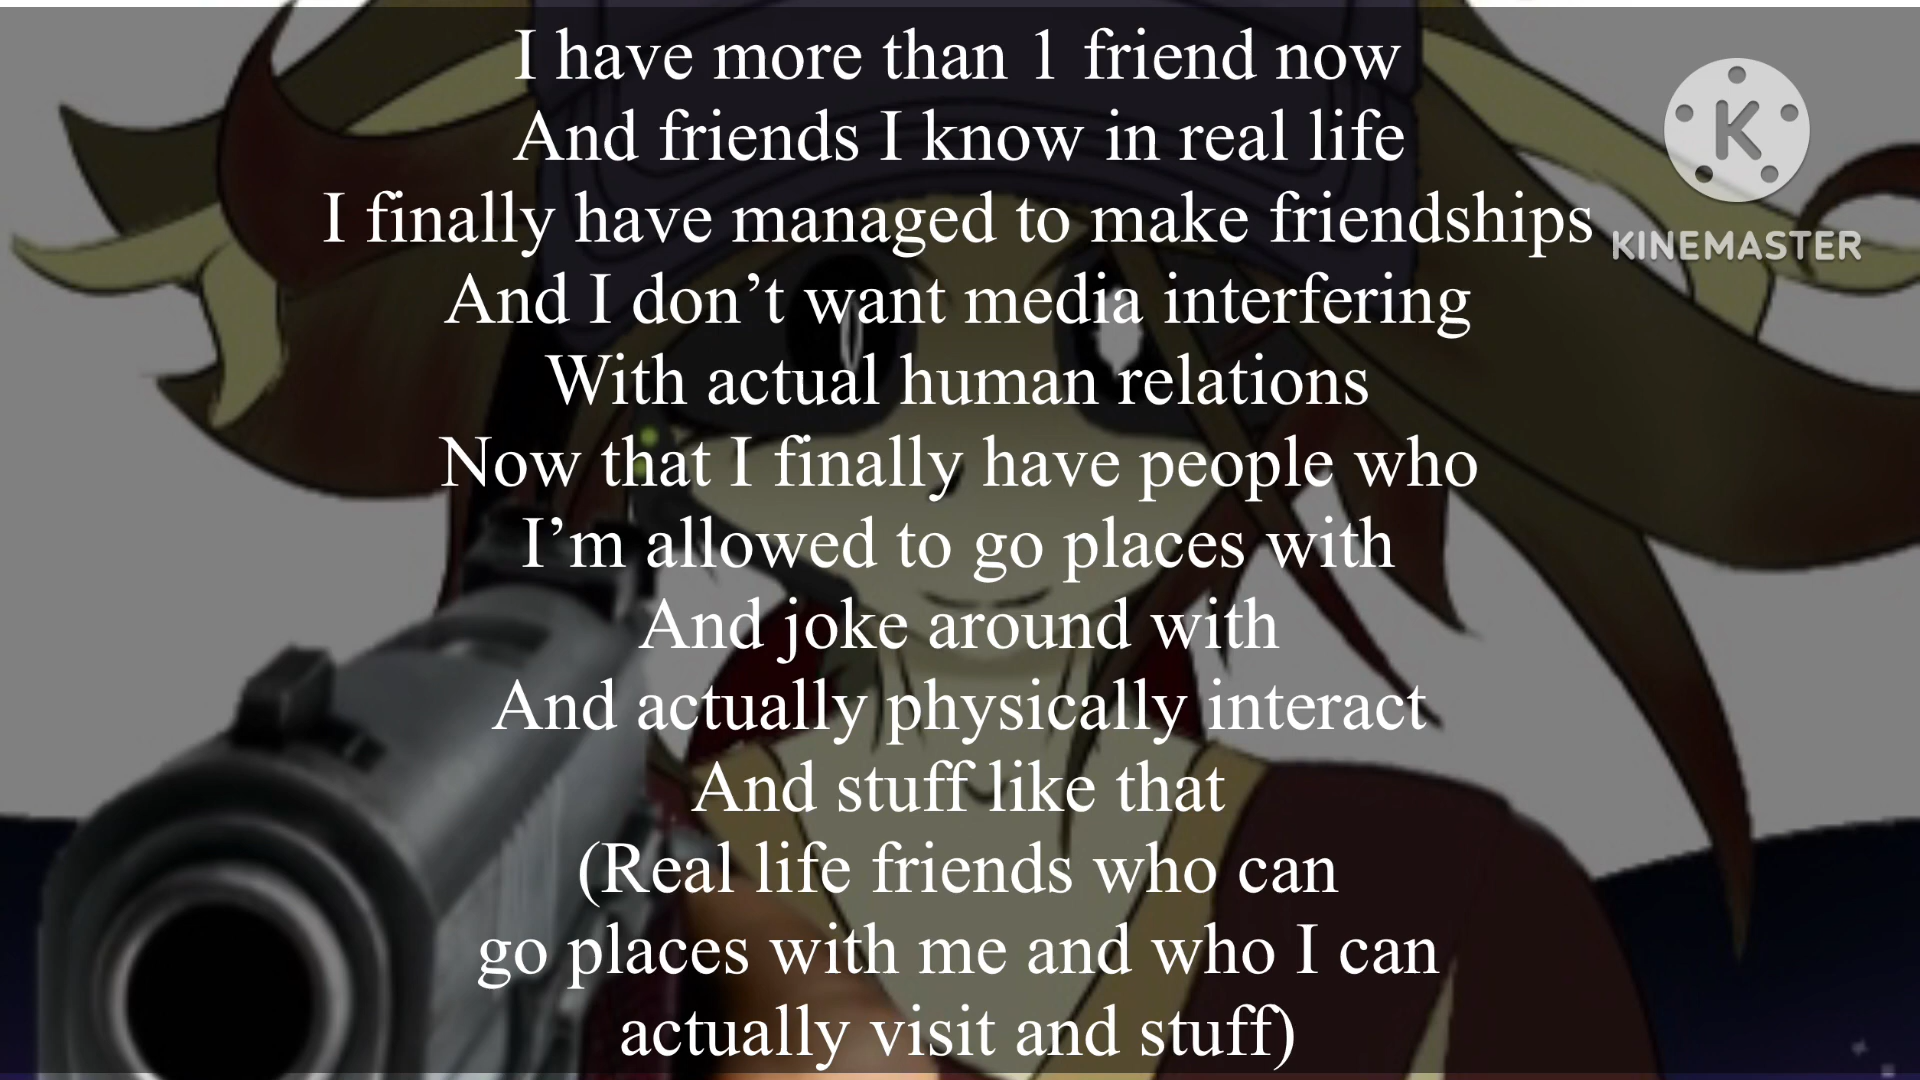 I have more than 1 friend now
And friends I know in real life
I finally have managed to make friendships
And I don’t want media interfering
With actual human relations
Now that I finally have people who
I’m allowed to go places with
And joke around with
And actually physically interact
And stuff like that
(Real life friends who can
go places with me and who I can
actually visit and stuff)
K
KINEMASTER